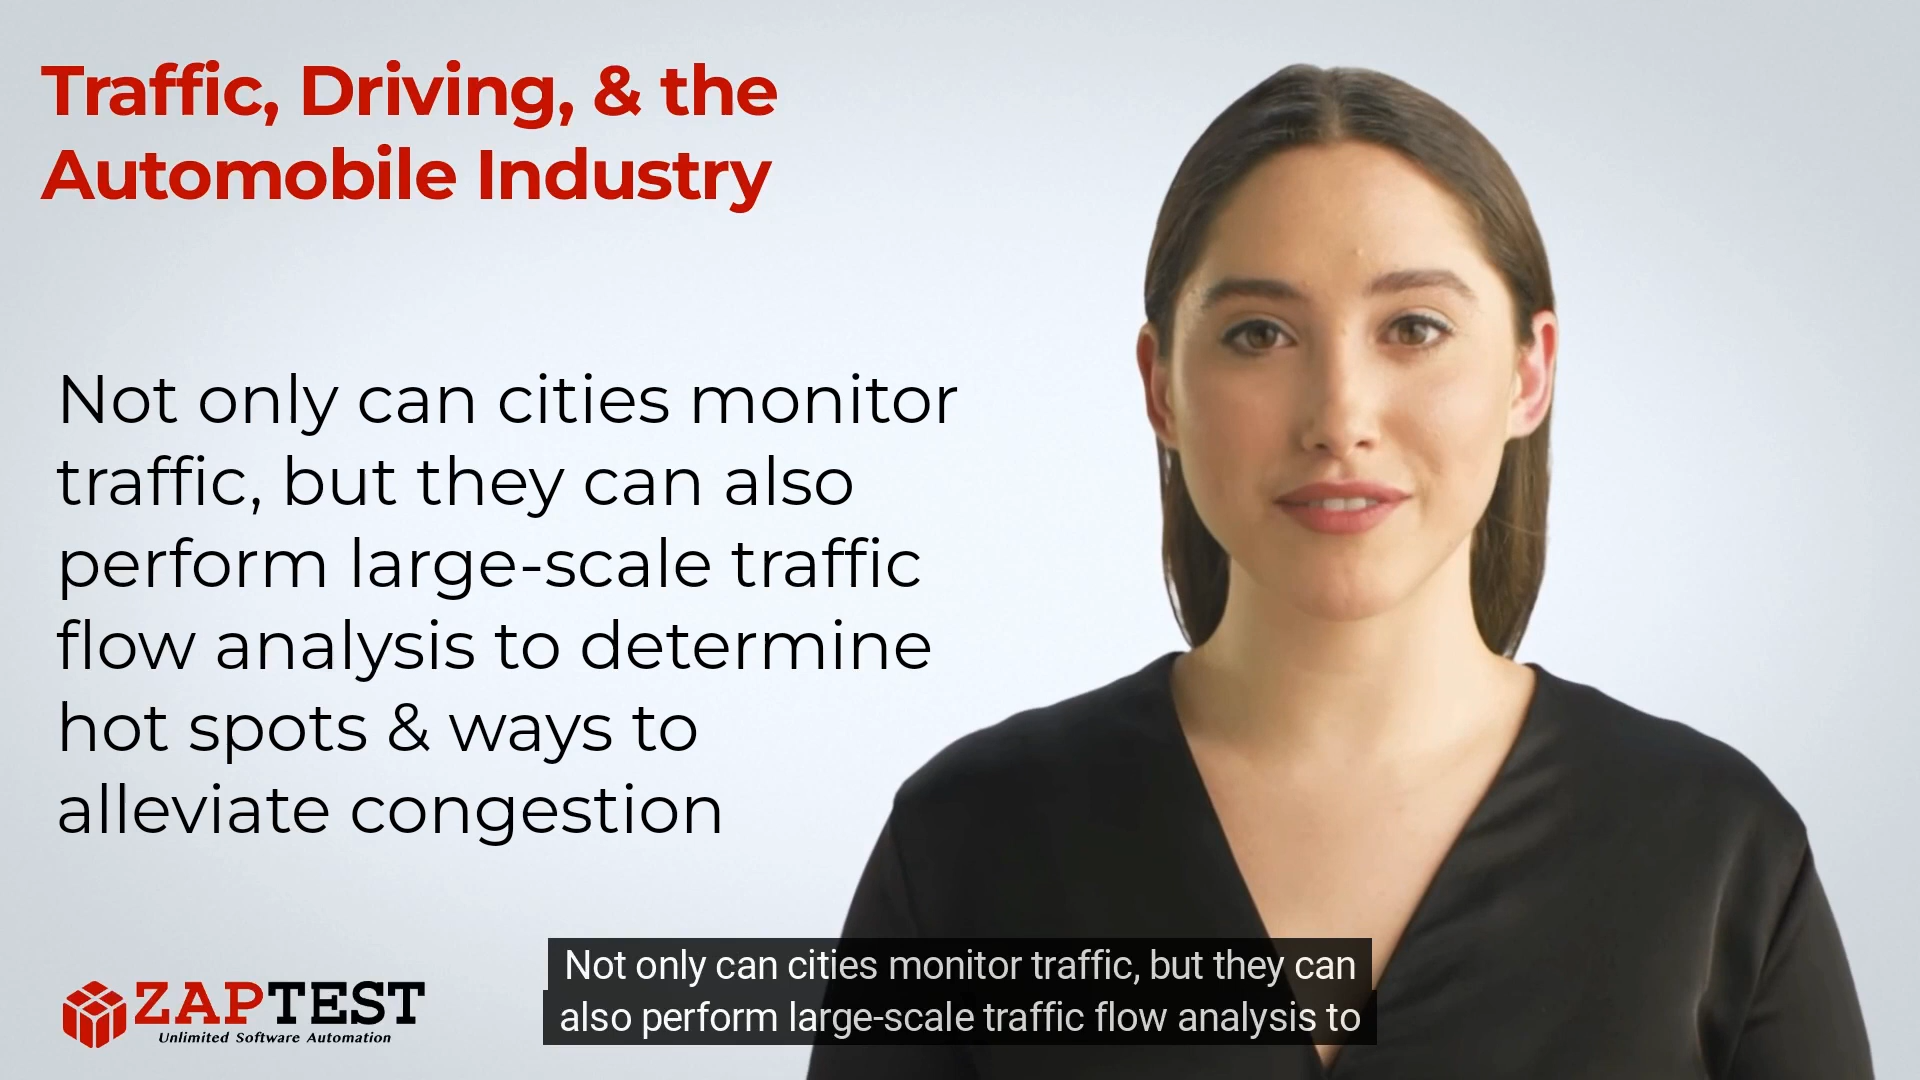 Traffic, Driving, & the
Automobile Industry
Not only can cities monitor
traffic, but they can also
perform large-scale traffic
flow analysis to determine
hot spots & ways to
alleviate congestion
ZAPTEST
Unlimited Software Automation
Not only can cities monitor traffic, but they can
also perform large-scale traffic flow analysis to